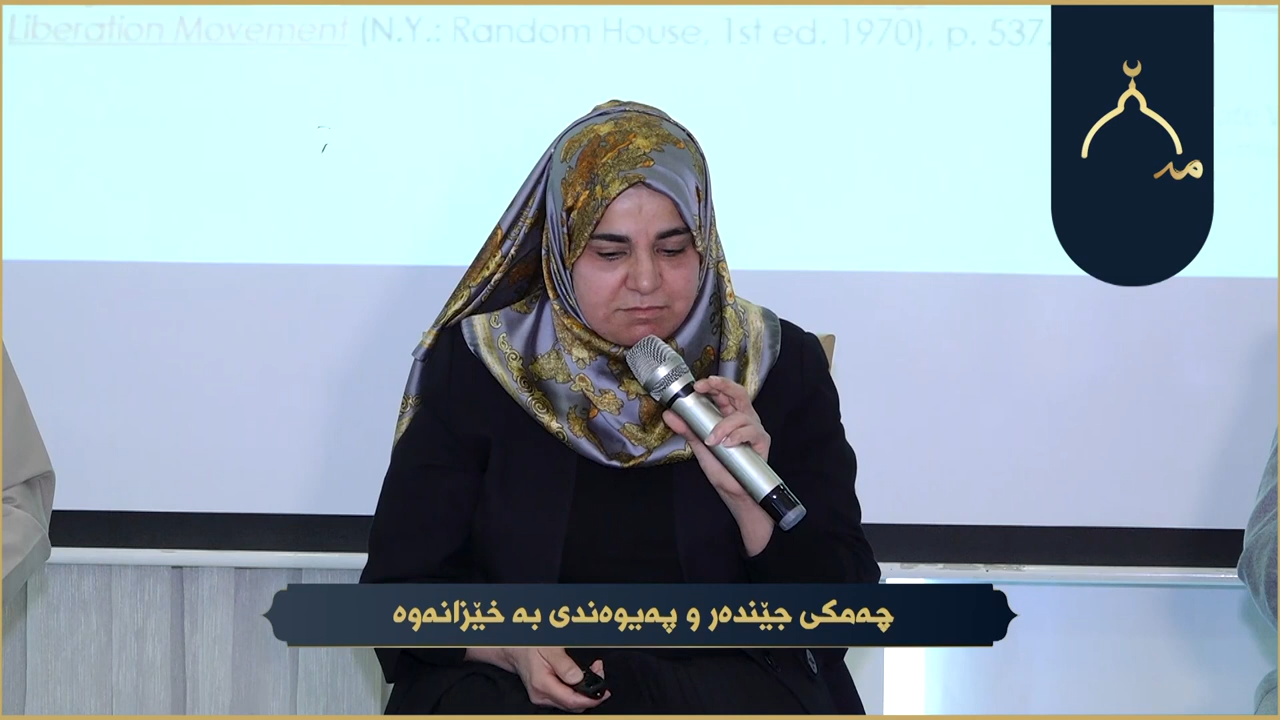 Liberation Movement (N.Y.: Random House, 1st ed. 1970), p. 537.
مد
چەمکی جێندەر و پەیوەندی بە خێزانەوە